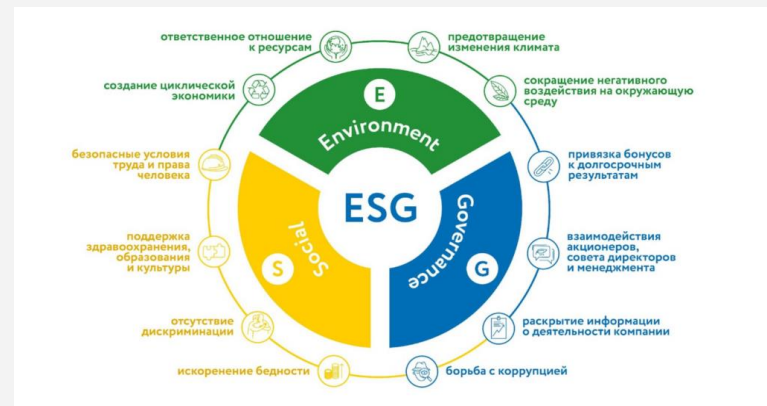 ответственное отношение
к ресурсам
предотвращение
изменения климата
создание циклической
экономики
сокращение негативного
воздействия на окружающую
среду
E
Environment
безопасные условия
труда и права
человека
привязка бонусов
к долгосрочным
результатам
ESG
Social
S
Governance
G
поддержка
здравоохранения,
образования
и культуры
взаимодействия
акционеров,
совета директоров
и менеджмента
отсутствие
дискриминации
раскрытие информации
о деятельности компании
искоренение бедности
борьба с коррупцией